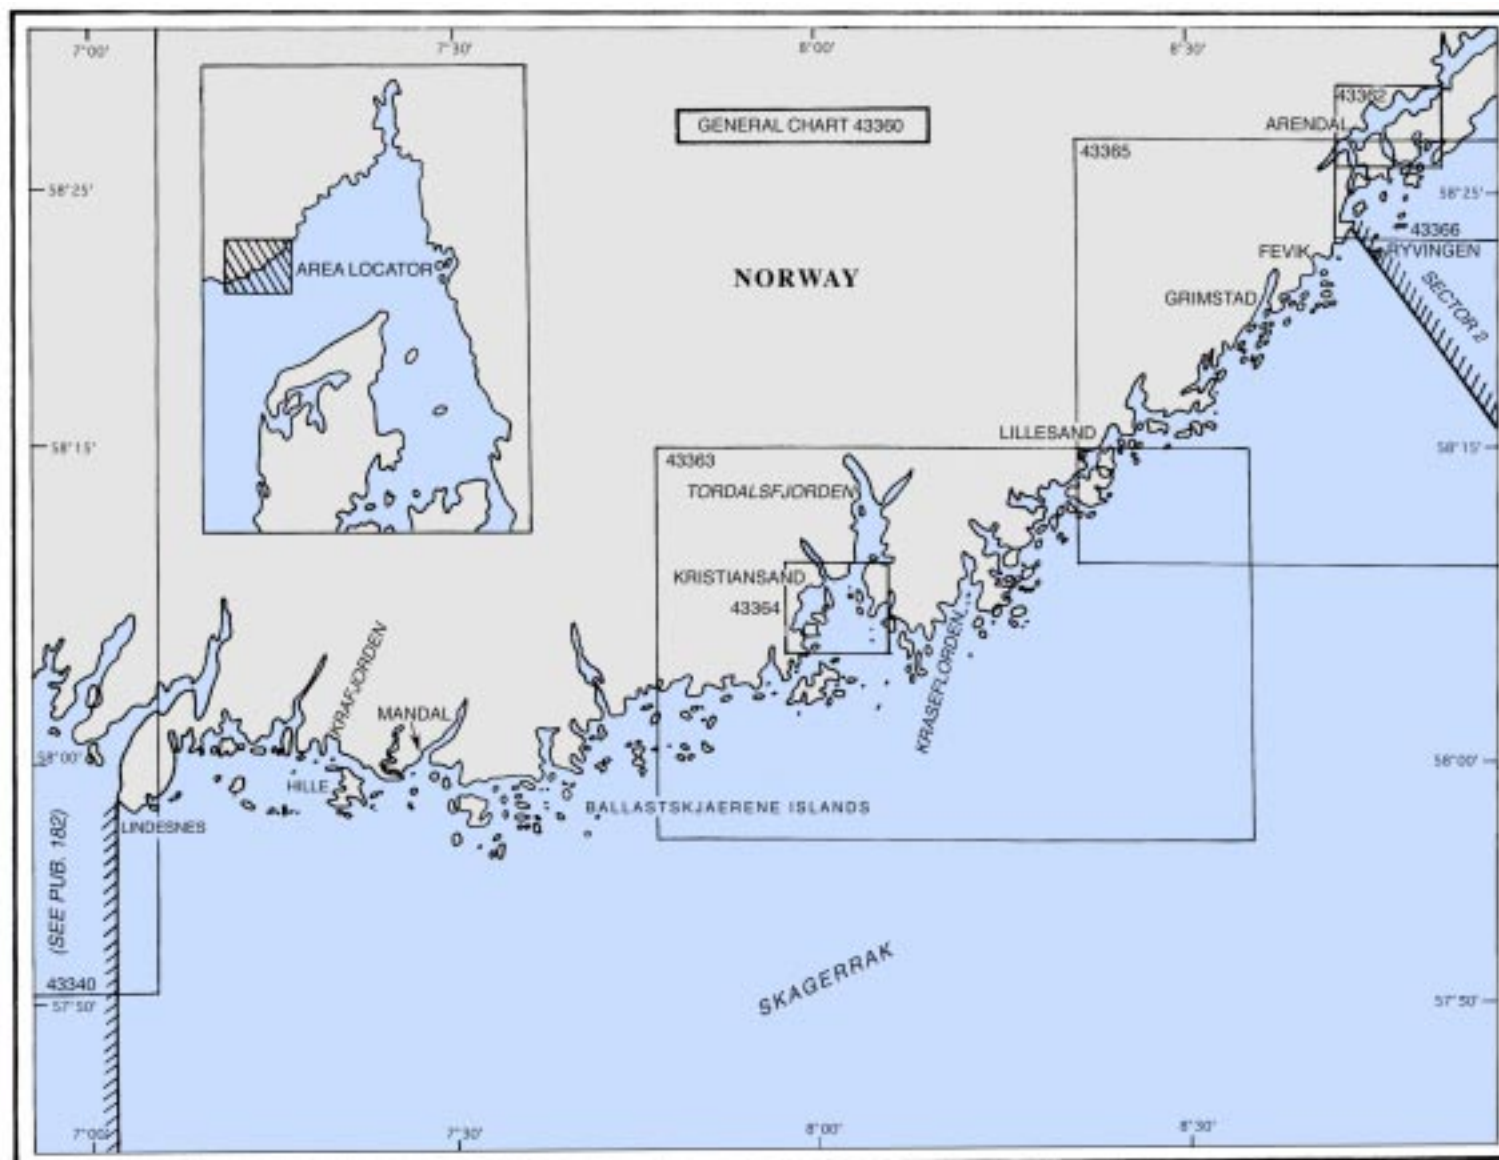 7°00'
7°30'
8°00'
8°30'
43362
GENERAL CHART 43360
ARENDAL
43365
58°25'
58°25'
43366
FEVIK
RYVINGEN
AREA LOCATOR
NORWAY
GRIMSTAD
SECTOR 2
LILLESAND
58°15'
58°15'
43363
TORDALSFJORDEN
KRISTIANSAND
43364
KRAFJORDEN
KRASEFLORDEN
MANDAL
58°00'
58°00'
HILLE
BALLASTSKJAERENE ISLANDS
LINDESNES
(SEE PUB. 182)
SKAGERRAK
43340
57°50'
57°50'
7°00'
7°30'
8°00'
8°30'